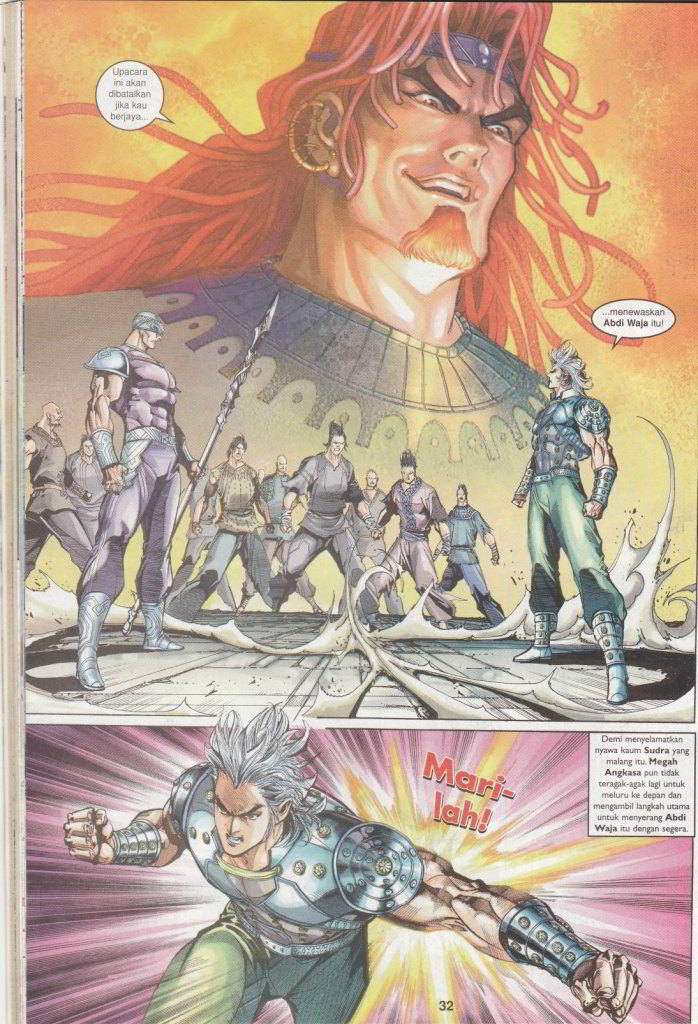 Upacara
ini akan
dibatalkan
jika kau
berjaya...
...menewaskan
Abdi Waja itu!
Demi menyelamatkan
nyawa kaum Sudra yang
malang itu, Megah
Angkasa pun tidak
teragak-agak lagi untuk
meluru ke depan dan
mengambil langkah utama
untuk menyerang Abdi
Waja itu dengan segera.
Mari-
lah!
32